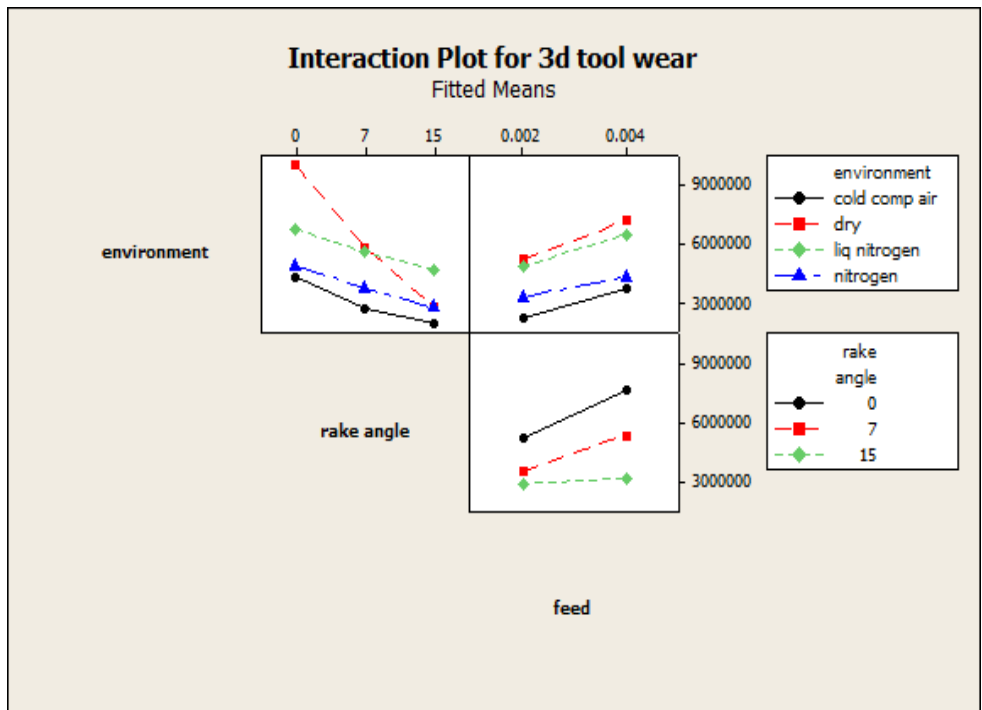 Interaction Plot for 3d tool wear
Fitted Means
0 7 15 0.002 0.004
environment
9000000
6000000
3000000
environment
cold comp air
dry
liq nitrogen
nitrogen
rake angle
9000000
6000000
3000000
rake
angle
0
7
15
feed